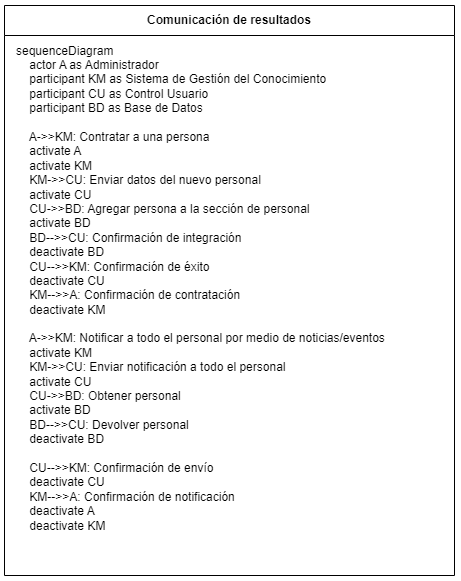 Comunicación de resultados
sequenceDiagram
actor A as Administrador
participant KM as Sistema de Gestión del Conocimiento
participant CU as Control Usuario
participant BD as Base de Datos
A->>KM: Contratar a una persona
activate A
activate KM
KM->>CU: Enviar datos del nuevo personal
activate CU
CU->>BD: Agregar persona a la sección de personal
activate BD
BD-->>CU: Confirmación de integración
deactivate BD
CU-->>KM: Confirmación de éxito
deactivate CU
KM-->>A: Confirmación de contratación
deactivate KM
A->>KM: Notificar a todo el personal por medio de noticias/eventos
activate KM
KM->>CU: Enviar notificación a todo el personal
activate CU
CU->>BD: Obtener personal
activate BD
BD-->>CU: Devolver personal
deactivate BD
CU-->>KM: Confirmación de envío
deactivate CU
KM-->>A: Confirmación de notificación
deactivate A
deactivate KM